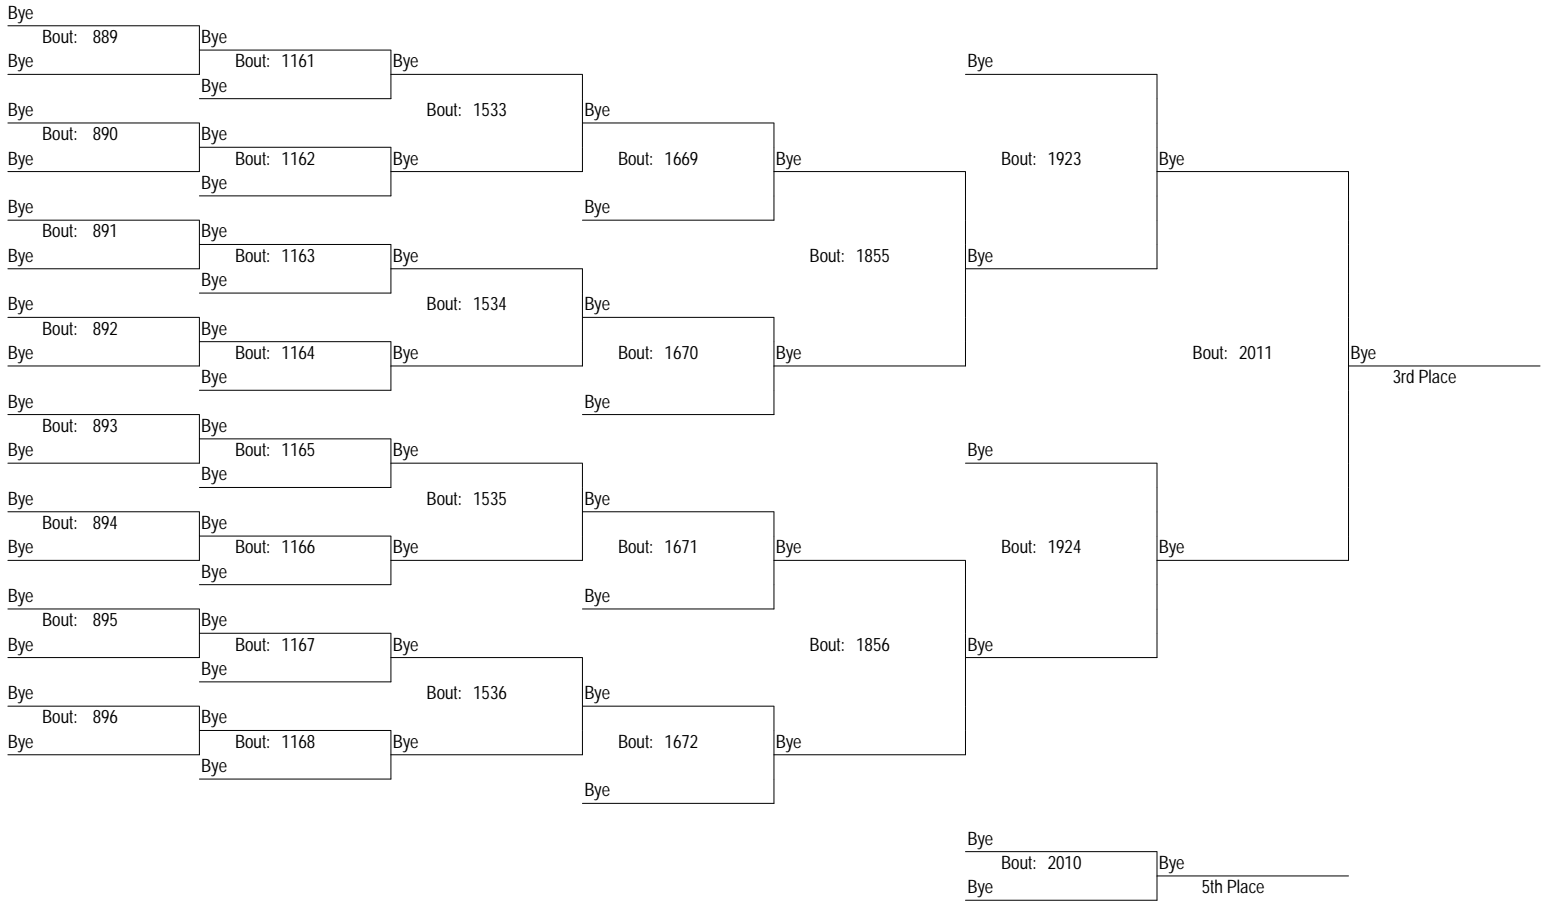 Bye
Bout: 889 Bye
Bye Bout: 1161 Bye Bye
Bye
Bye Bout: 1533 Bye
Bout: 890 Bye
Bye Bout: 1162 Bye Bout: 1669 Bye Bout: 1923 Bye
Bye
Bye Bye
Bout: 891 Bye
Bye Bout: 1163 Bye Bout: 1855 Bye
Bye
Bye Bout: 1534 Bye
Bout: 892 Bye
Bye Bout: 1164 Bye Bout: 1670 Bye Bout: 2011 Bye
Bye 3rd Place
Bye Bye
Bout: 893 Bye
Bye Bout: 1165 Bye Bye
Bye
Bye Bout: 1535 Bye
Bout: 894 Bye
Bye Bout: 1166 Bye Bout: 1671 Bye Bout: 1924 Bye
Bye
Bye Bye
Bout: 895 Bye
Bye Bout: 1167 Bye Bout: 1856 Bye
Bye
Bye Bout: 1536 Bye
Bout: 896 Bye
Bye Bout: 1168 Bye Bout: 1672 Bye
Bye
Bye
Bye
Bout: 2010 Bye
Bye 5th Place